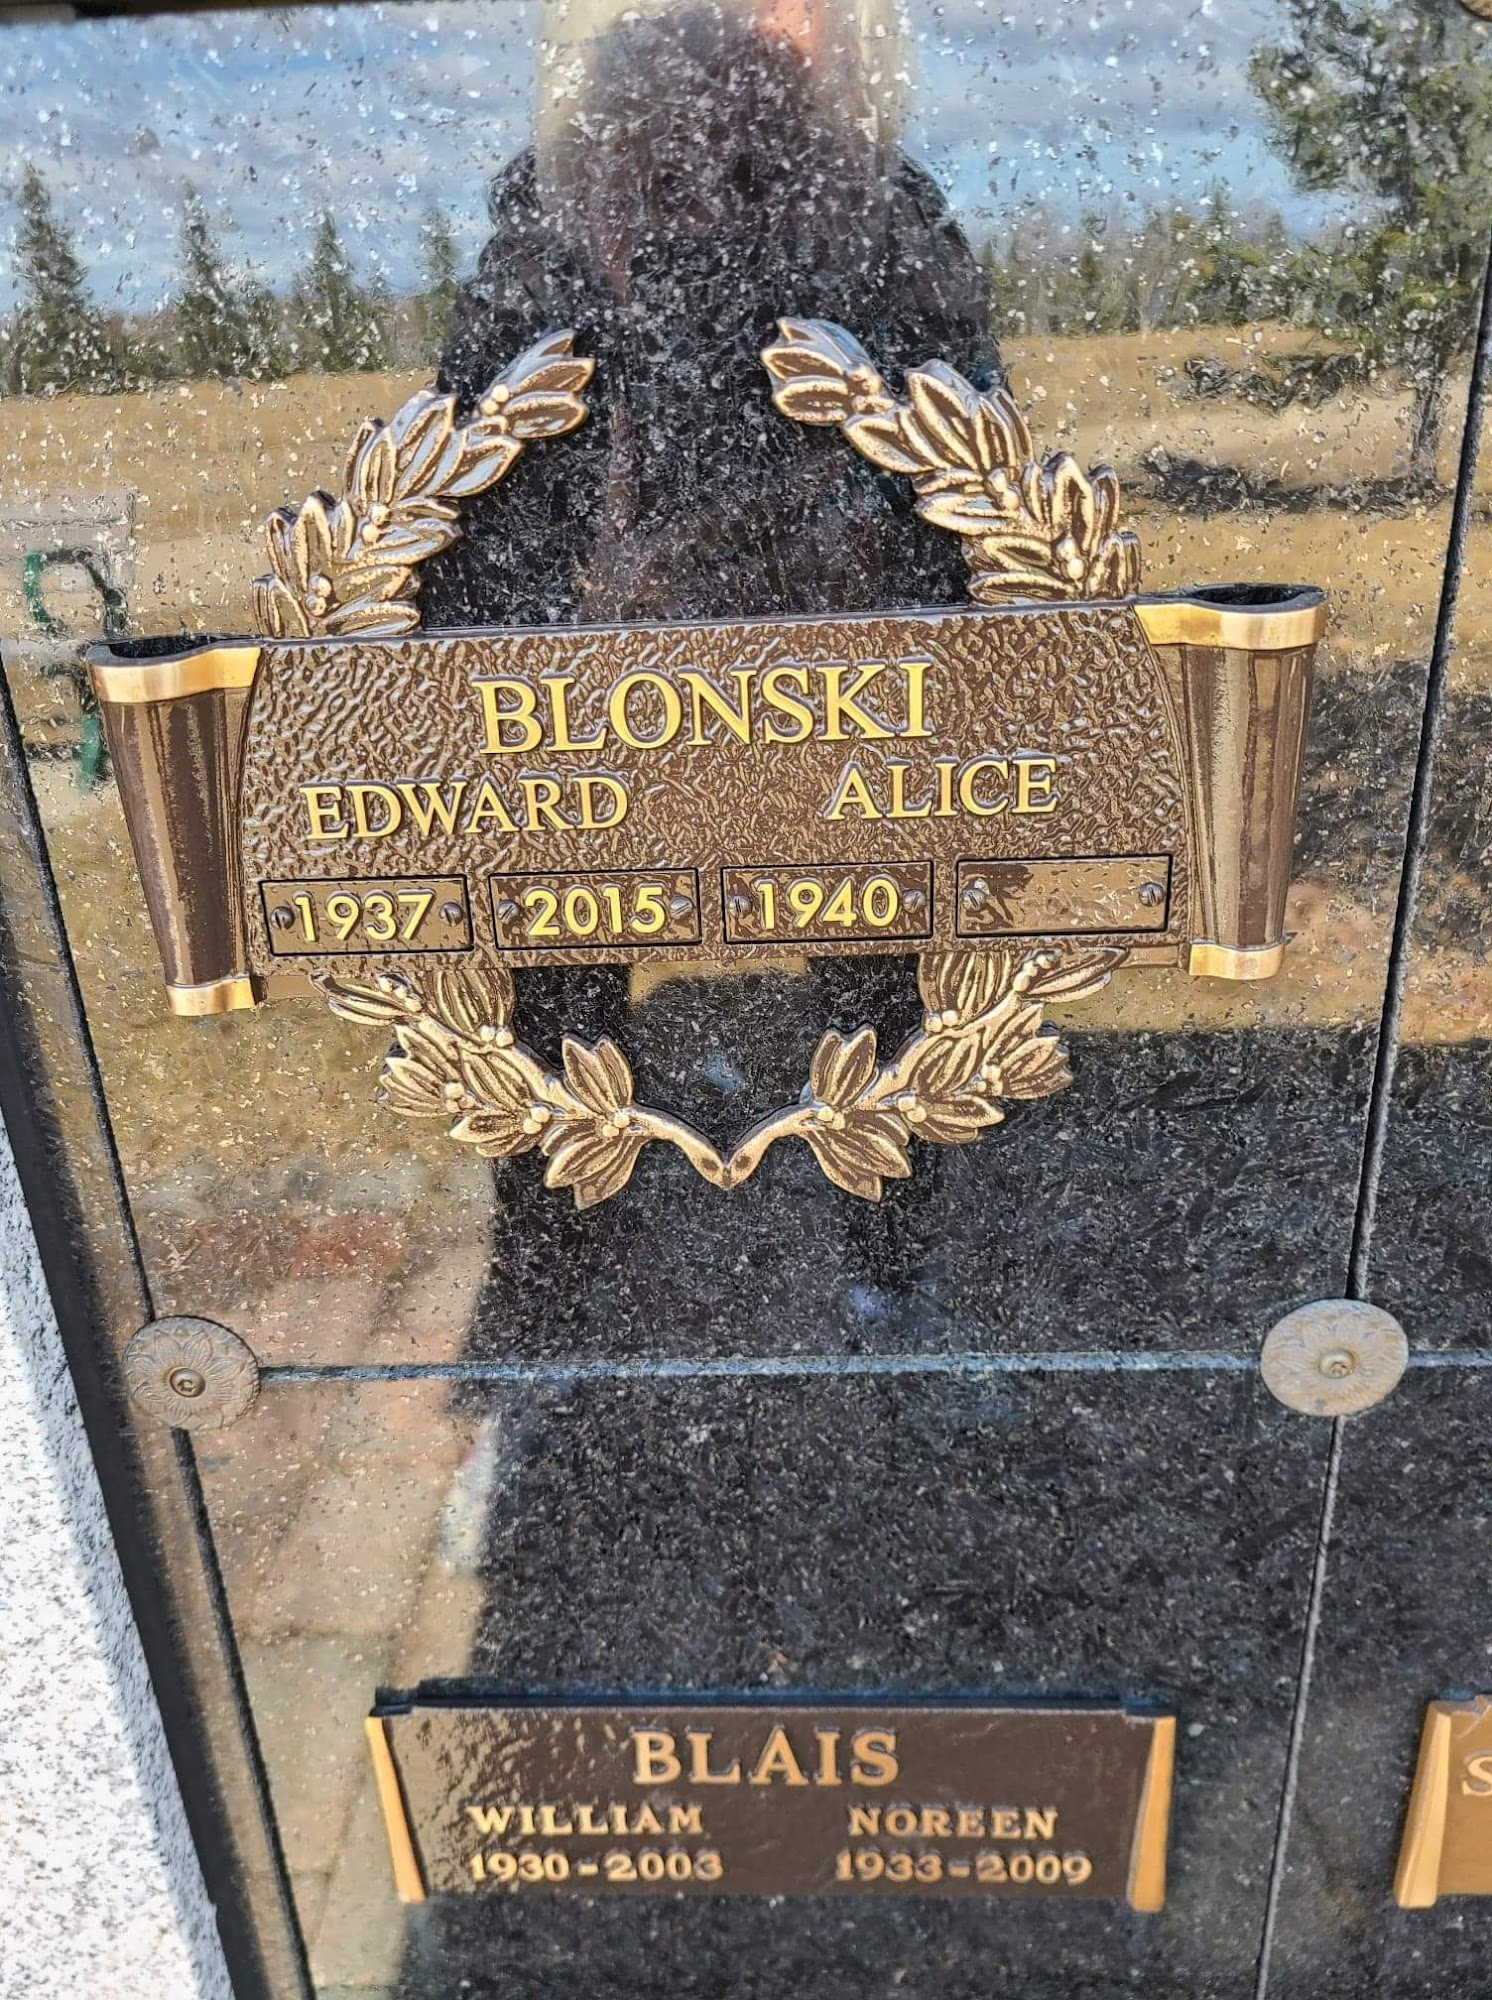 BLONSKI
EDWARD ALICE
1937 2015 1940
BLAIS
WILLIAM NOREEN
1930-2003 1933-2009
S